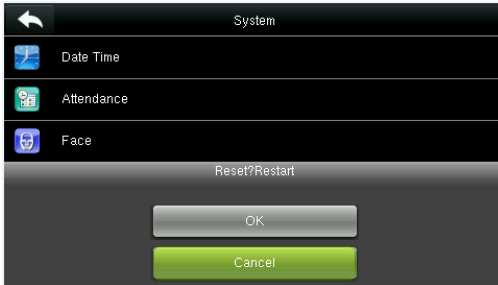 System
Date Time
Attendance
Face
Reset?Restart
OK
Cancel